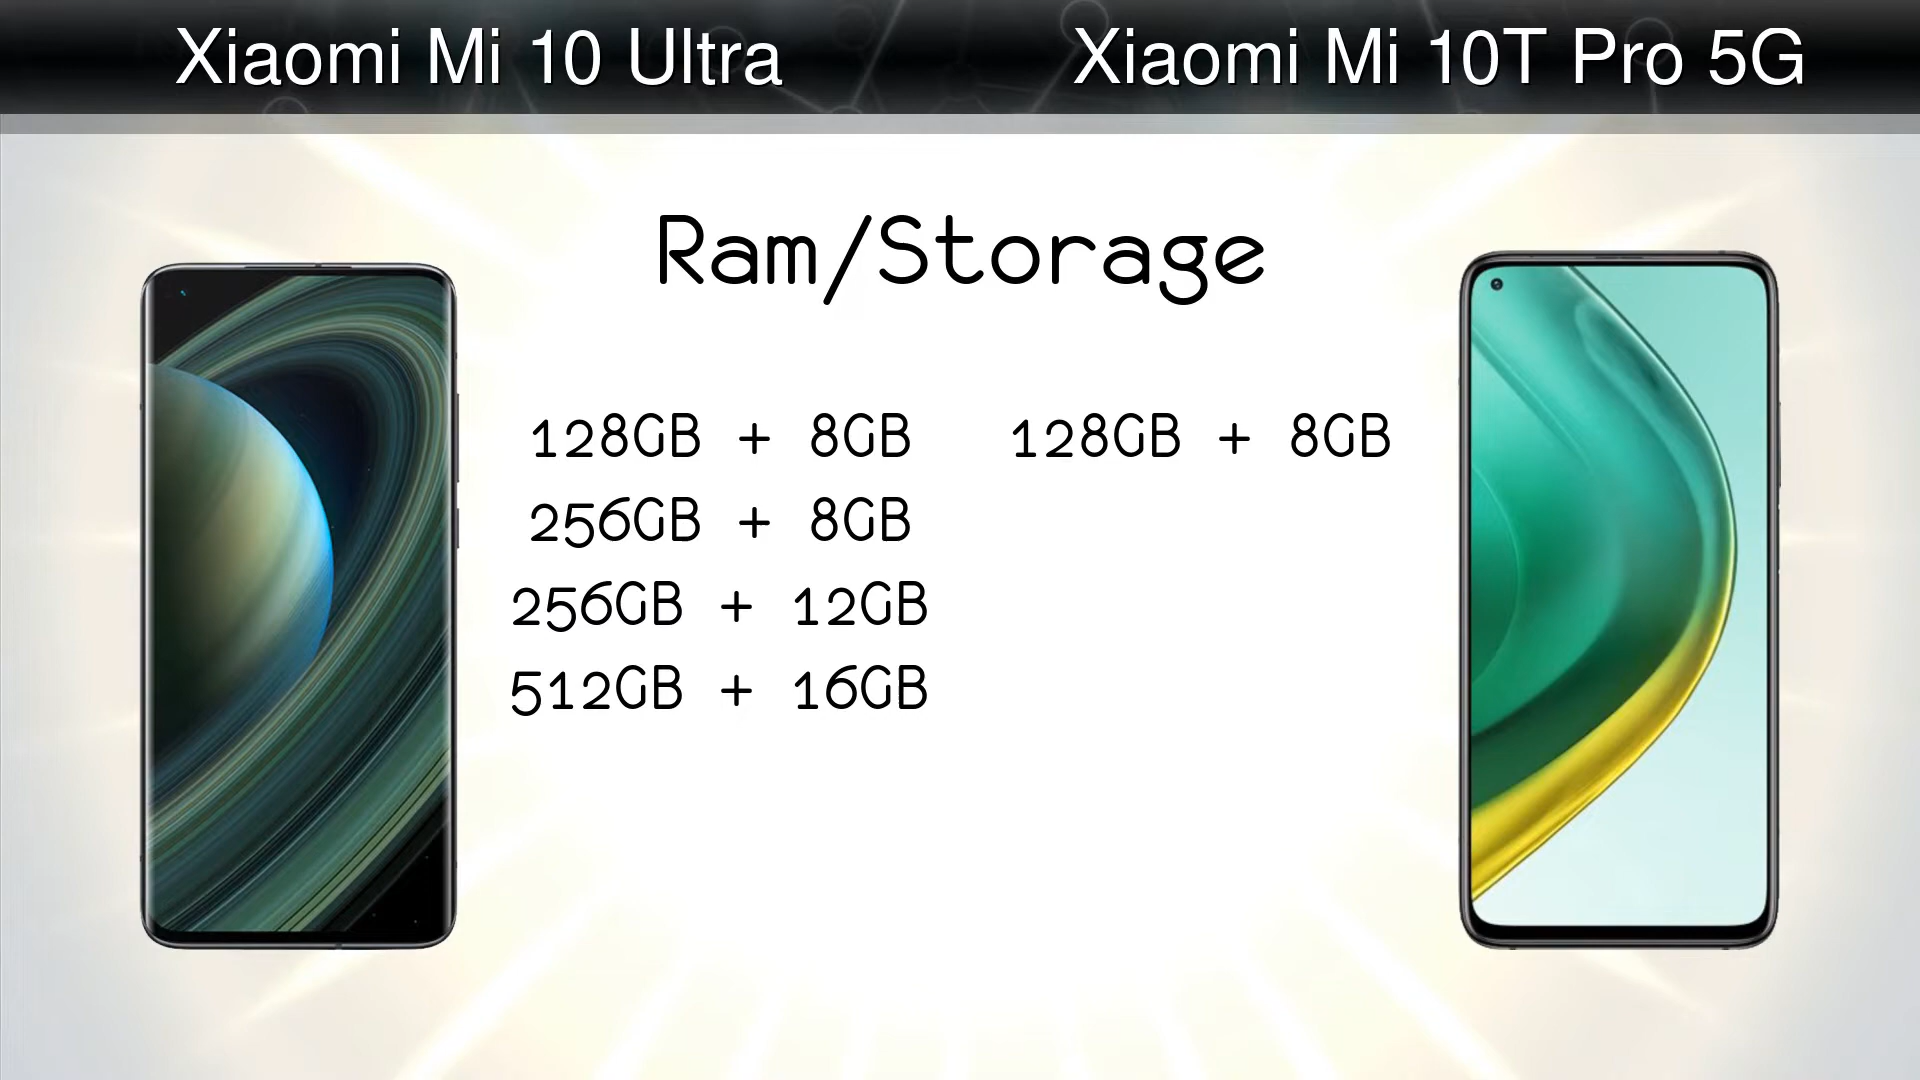 Xiaomi Mi 10 Ultra
Xiaomi Mi 10T Pro 5G
Ram/Storage
128GB + 8GB
256GB + 8GB
256GB + 12GB
512GB + 16GB
128GB + 8GB